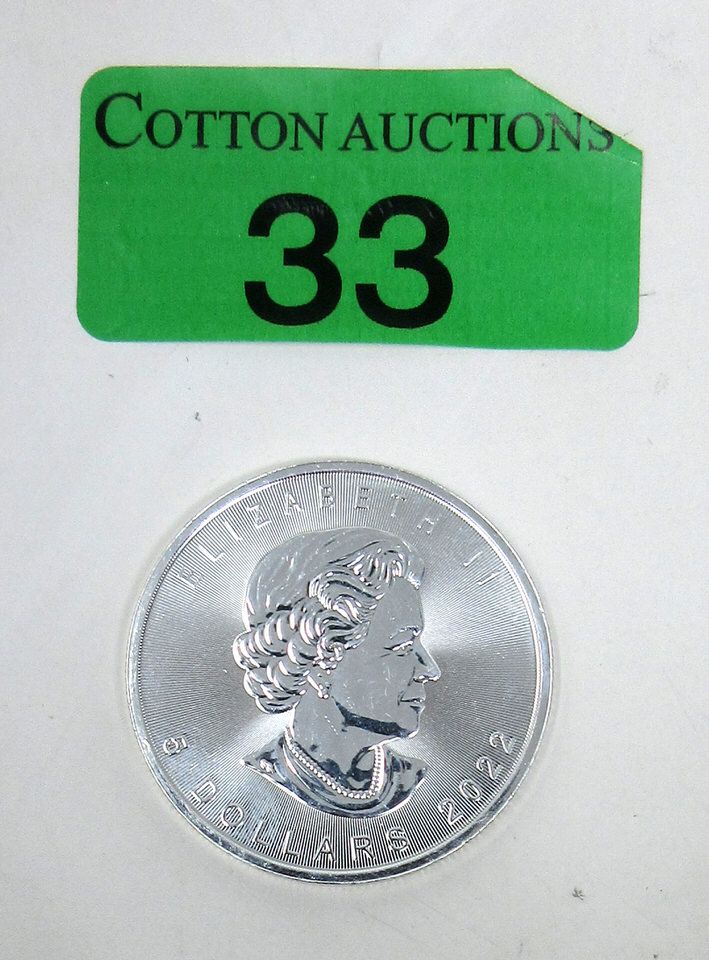 COTTON AUCTIONS
33
ELIZABETH II
5 DOLLARS 2022